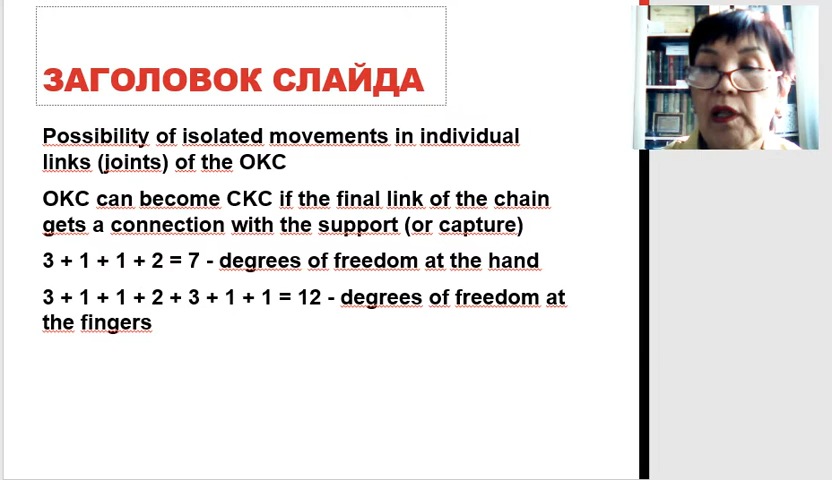 ЗАГОЛОВОК СЛАЙДА
Possibility of isolated movements in individual
links (joints) of the OKC
OKC can become CKC if the final link of the chain
gets a connection with the support (or capture)
3 + 1 + 1 + 2 = 7 - degrees of freedom at the hand
3 + 1 + 1 + 2 + 3 + 1 + 1 = 12 - degrees of freedom at
the fingers